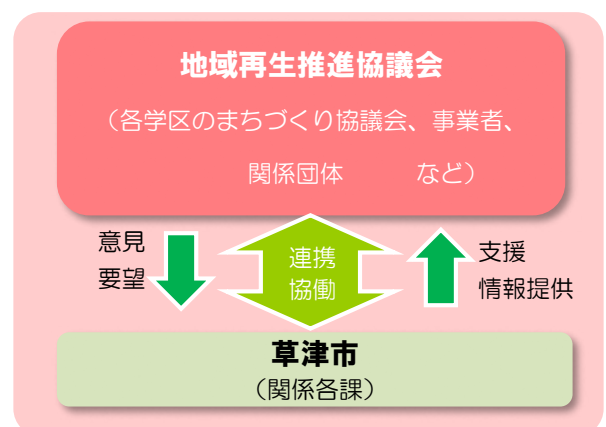 地域再生推進協議会
（各学区のまちづくり協議会、事業者、
関係団体　　など）
意見
要望
連携
協働
支援
情報提供
草津市
（関係各課）